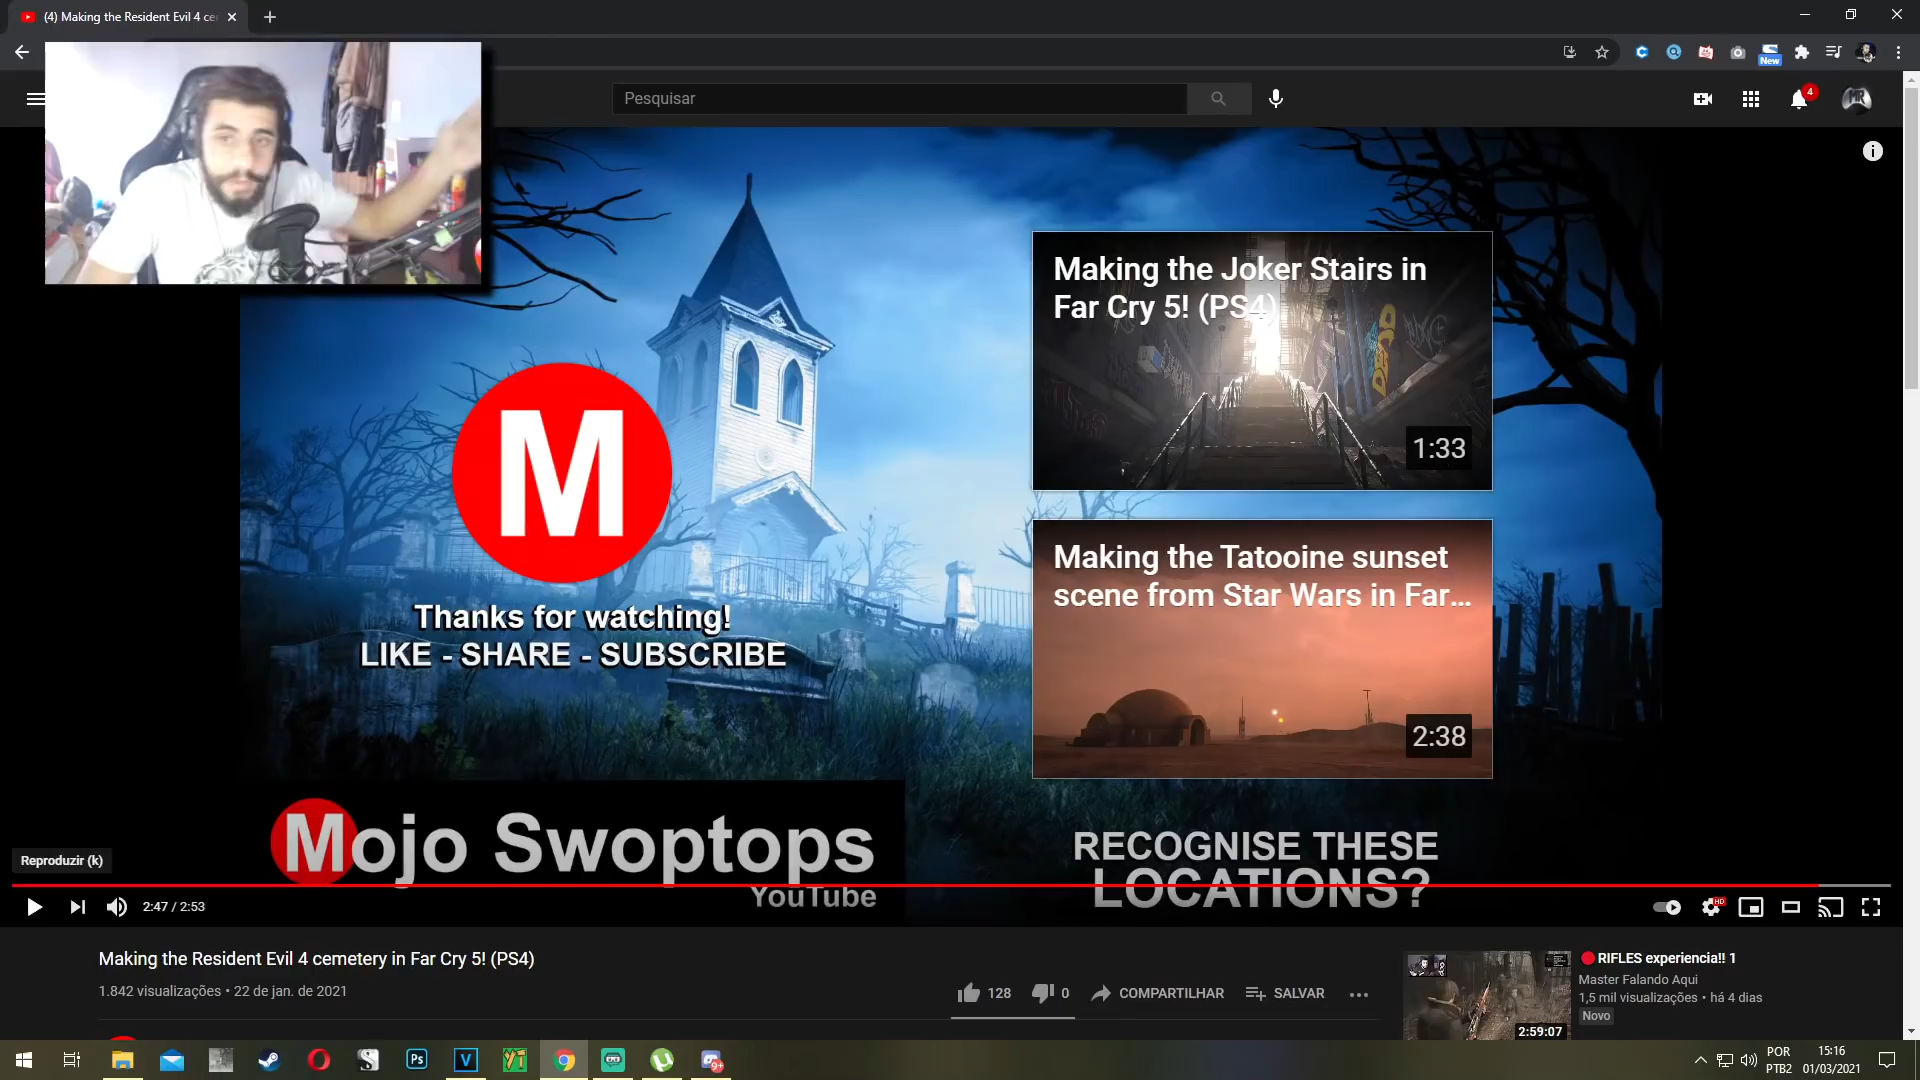 (4) Making the Resident Evil 4 ce
New
Pesquisar
4
Making the Joker Stairs in
Far Cry 5! (PS4)
1:33
M
Making the Tatooine sunset
scene from Star Wars in Far...
2:38
Thanks for watching!
LIKE - SHARE - SUBSCRIBE
Mojo Swoptops
YouTube
RECOGNISE THESE
LOCATIONS?
Reproduzir (k)
2:47 / 2:53
HD
Making the Resident Evil 4 cemetery in Far Cry 5! (PS4)
1.842 visualizações • 22 de jan. de 2021
128
0
COMPARTILHAR
SALVAR
RIFLES experiencia!! 1
Master Falando Aqui
1,5 mil visualizações • há 4 dias
Novo
2:59:07
Ps
V
9+
POR
PTB2
15:16
01/03/2021